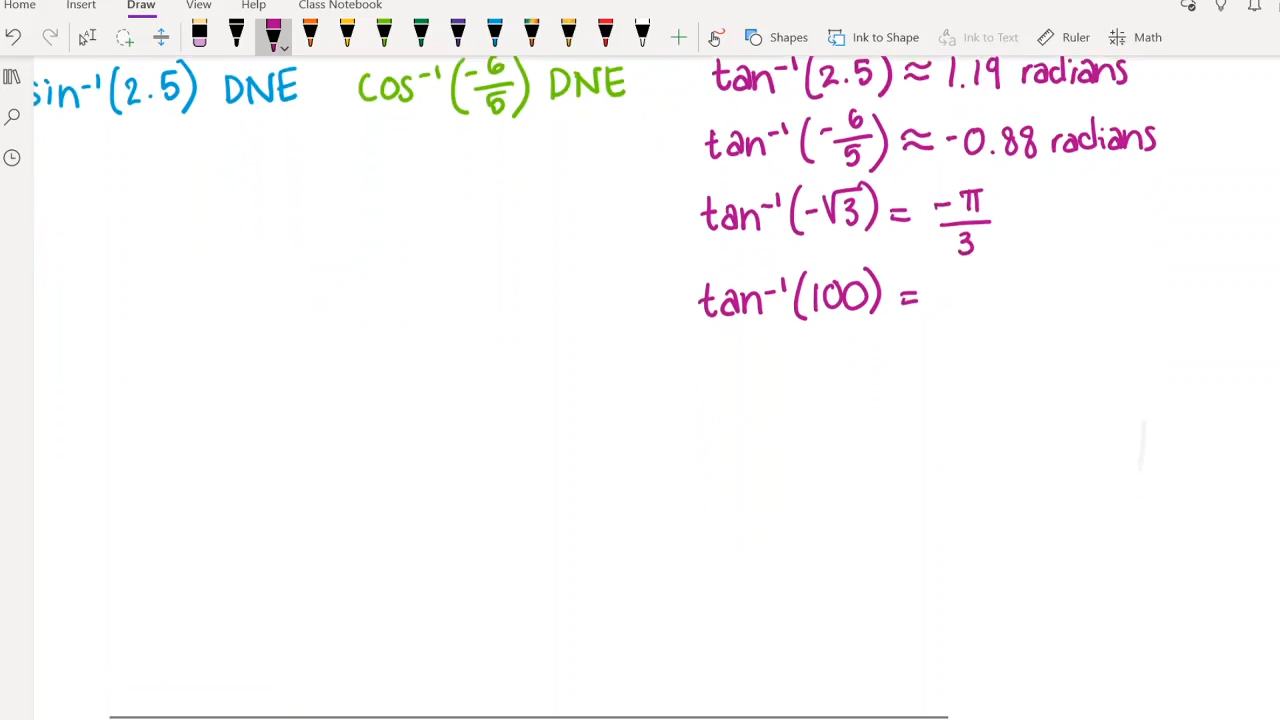 Home Insert Draw View Help Class Notebook
Shapes Ink to Shape Ink to Text Ruler Math
sin⁻¹(2.5) DNE
cos⁻¹(-6/5) DNE
tan⁻¹(2.5) ≈ 1.19 radians
tan⁻¹(-6/5) ≈ -0.88 radians
tan⁻¹(-√3) = -π/3
tan⁻¹(100) =